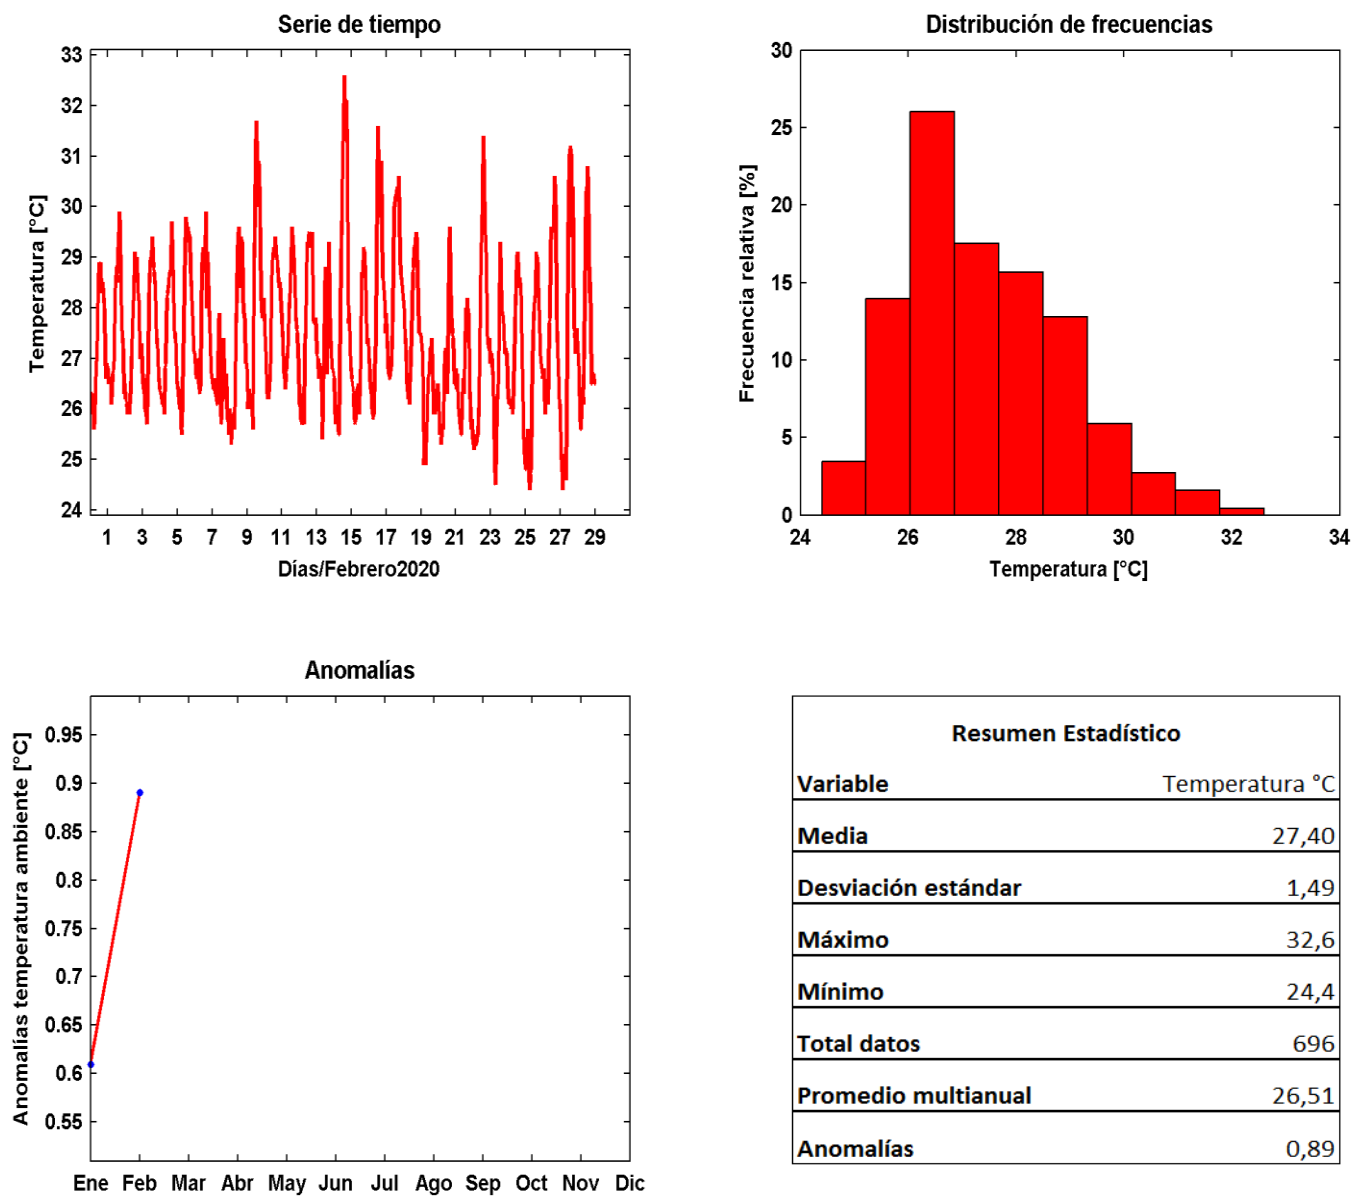 Serie de tiempo
33
32
31
30
29
28
27
26
25
24
Temperatura [°C]
1 3 5 7 9 11 13 15 17 19 21 23 25 27 29
Días/Febrero2020
Distribución de frecuencias
30
25
20
15
10
5
0
Frecuencia relativa [%]
24 26 28 30 32 34
Temperatura [°C]
Anomalías
0.95
0.9
0.85
0.8
0.75
0.7
0.65
0.6
0.55
Anomalías temperatura ambiente [°C]
Ene Feb Mar Abr May Jun Jul Ago Sep Oct Nov Dic
Resumen Estadístico
Variable Temperatura °C
Media 27,40
Desviación estándar 1,49
Máximo 32,6
Mínimo 24,4
Total datos 696
Promedio multianual 26,51
Anomalías 0,89